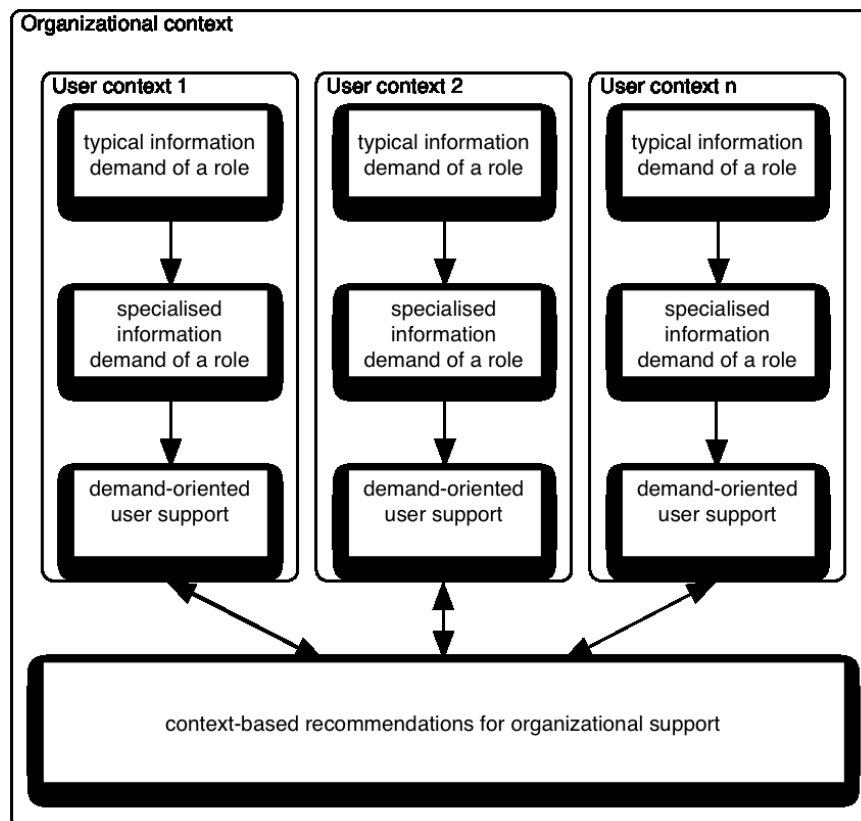 Organizational context
User context 1
typical information
demand of a role
specialised
information
demand of a role
demand-oriented
user support
User context 2
typical information
demand of a role
specialised
information
demand of a role
demand-oriented
user support
User context n
typical information
demand of a role
specialised
information
demand of a role
demand-oriented
user support
context-based recommendations for organizational support